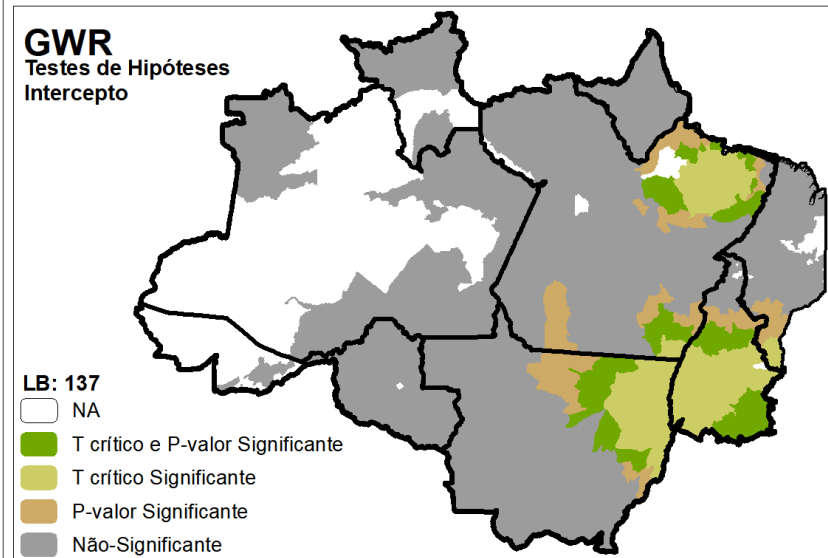 GWR
Testes de Hipóteses
Intercepto
LB: 137
NA
T crítico e P-valor Significante
T crítico Significante
P-valor Significante
Não-Significante